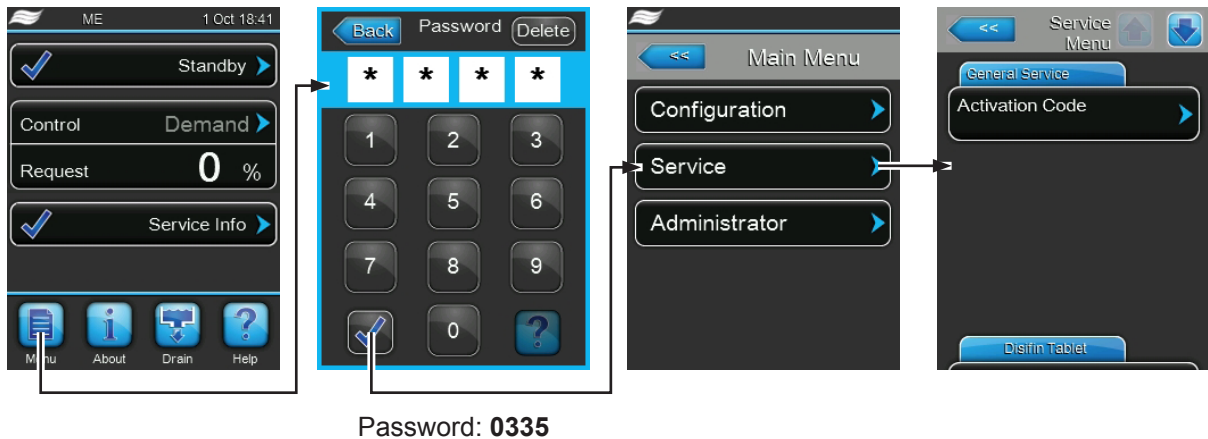 ME 1 Oct 18:41
Standby
Control Demand
Request 0 %
Service Info
Menu About Drain Help
Back Password Delete
* * * *
1 2 3
4 5 6
7 8 9
0 ?
Password: 0335
<< Main Menu
Configuration
Service
Administrator
<< Service
Menu
General Service
Activation Code
Disifin Tablet